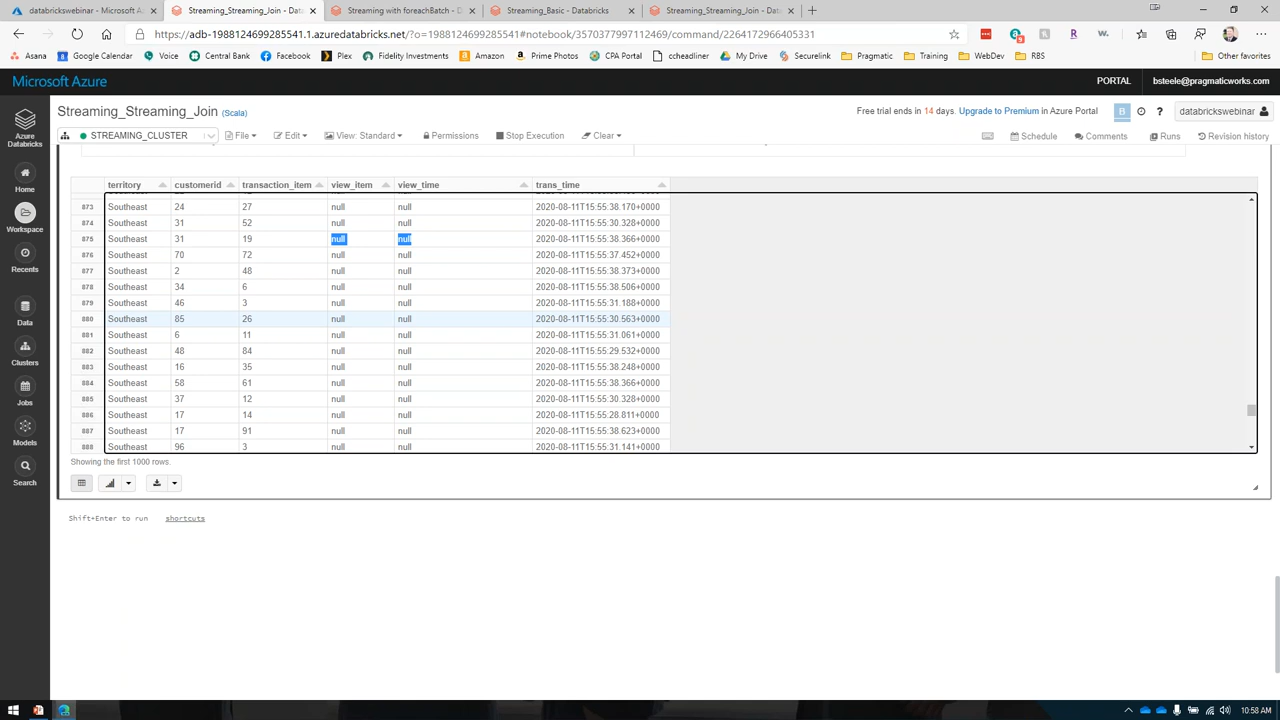 databrickswebinar - Microsoft A
Streaming_Streaming_Join - Dat
Streaming with foreachBatch - D
Streaming_Basic - Databricks
Streaming_Streaming_Join - Dat
https://adb-1988124699285541.1.azuredatabricks.net/?o=1988124699285541#notebook/3570377997112469/command/2264172966405331
Asana Google Calendar Voice Central Bank Facebook Plex Fidelity Investments Amazon Prime Photos CPA Portal ccheadliner My Drive Securelink Pragmatic Training WebDev RBS Other favorites
Microsoft Azure PORTAL bsteele@pragmaticworks.com
Streaming_Streaming_Join (Scala) Free trial ends in 14 days. Upgrade to Premium in Azure Portal B ? databrickswebinar
STREAMING_CLUSTER File Edit View: Standard Permissions Stop Execution Clear Schedule Comments Runs Revision history
Azure Databricks
Home
Workspace
Recents
Data
Clusters
Jobs
Models
Search
territory customerid transaction_item view_item view_time trans_time
873 Southeast 24 27 null null 2020-08-11T15:55:38.170+0000
874 Southeast 31 52 null null 2020-08-11T15:55:30.328+0000
875 Southeast 31 19 null null 2020-08-11T15:55:38.366+0000
876 Southeast 70 72 null null 2020-08-11T15:55:37.452+0000
877 Southeast 2 48 null null 2020-08-11T15:55:38.373+0000
878 Southeast 34 6 null null 2020-08-11T15:55:38.506+0000
879 Southeast 46 3 null null 2020-08-11T15:55:31.188+0000
880 Southeast 85 26 null null 2020-08-11T15:55:30.563+0000
881 Southeast 6 11 null null 2020-08-11T15:55:31.061+0000
882 Southeast 48 84 null null 2020-08-11T15:55:29.532+0000
883 Southeast 16 35 null null 2020-08-11T15:55:38.248+0000
884 Southeast 58 61 null null 2020-08-11T15:55:38.366+0000
885 Southeast 37 12 null null 2020-08-11T15:55:30.328+0000
886 Southeast 17 14 null null 2020-08-11T15:55:28.811+0000
887 Southeast 17 91 null null 2020-08-11T15:55:38.623+0000
888 Southeast 96 3 null null 2020-08-11T15:55:31.141+0000
Showing the first 1000 rows.
Shift+Enter to run shortcuts
10:58 AM